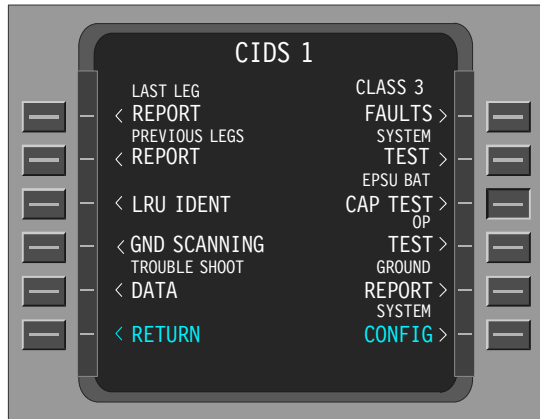 CIDS 1
LAST LEG CLASS 3
< REPORT FAULTS >
PREVIOUS LEGS SYSTEM
< REPORT TEST >
EPSU BAT
< LRU IDENT CAP TEST >
OP
< GND SCANNING TEST >
TROUBLE SHOOT GROUND
< DATA REPORT >
SYSTEM
< RETURN CONFIG >